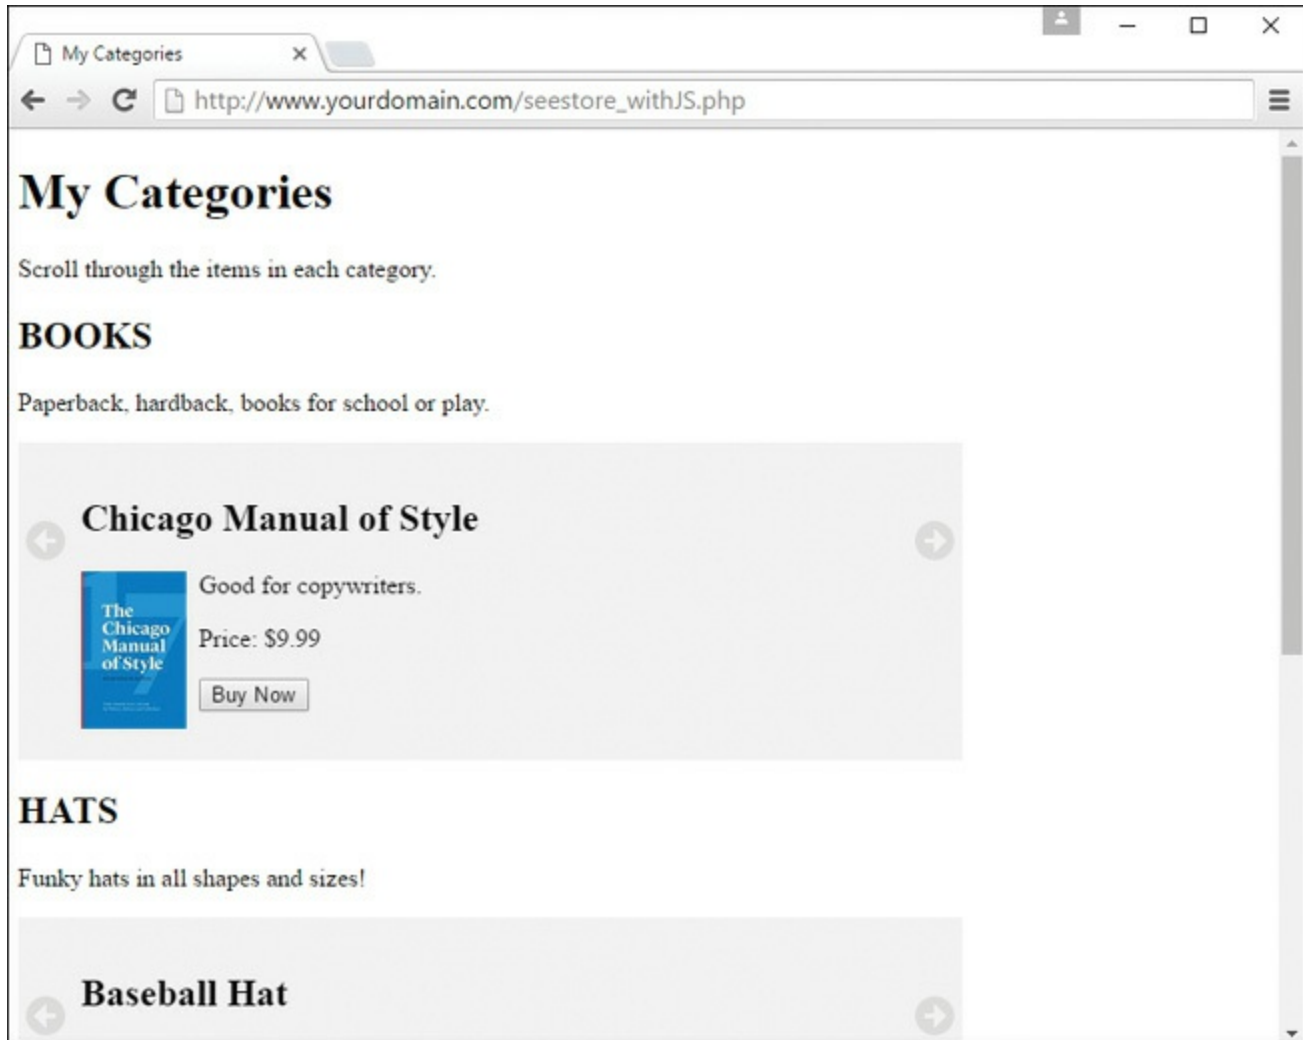 My Categories
http://www.yourdomain.com/seestore_withJS.php
My Categories
Scroll through the items in each category.
BOOKS
Paperback, hardback, books for school or play.
Chicago Manual of Style
17
The
Chicago
Manual
of Style
Good for copywriters.
Price: $9.99
Buy Now
HATS
Funky hats in all shapes and sizes!
Baseball Hat